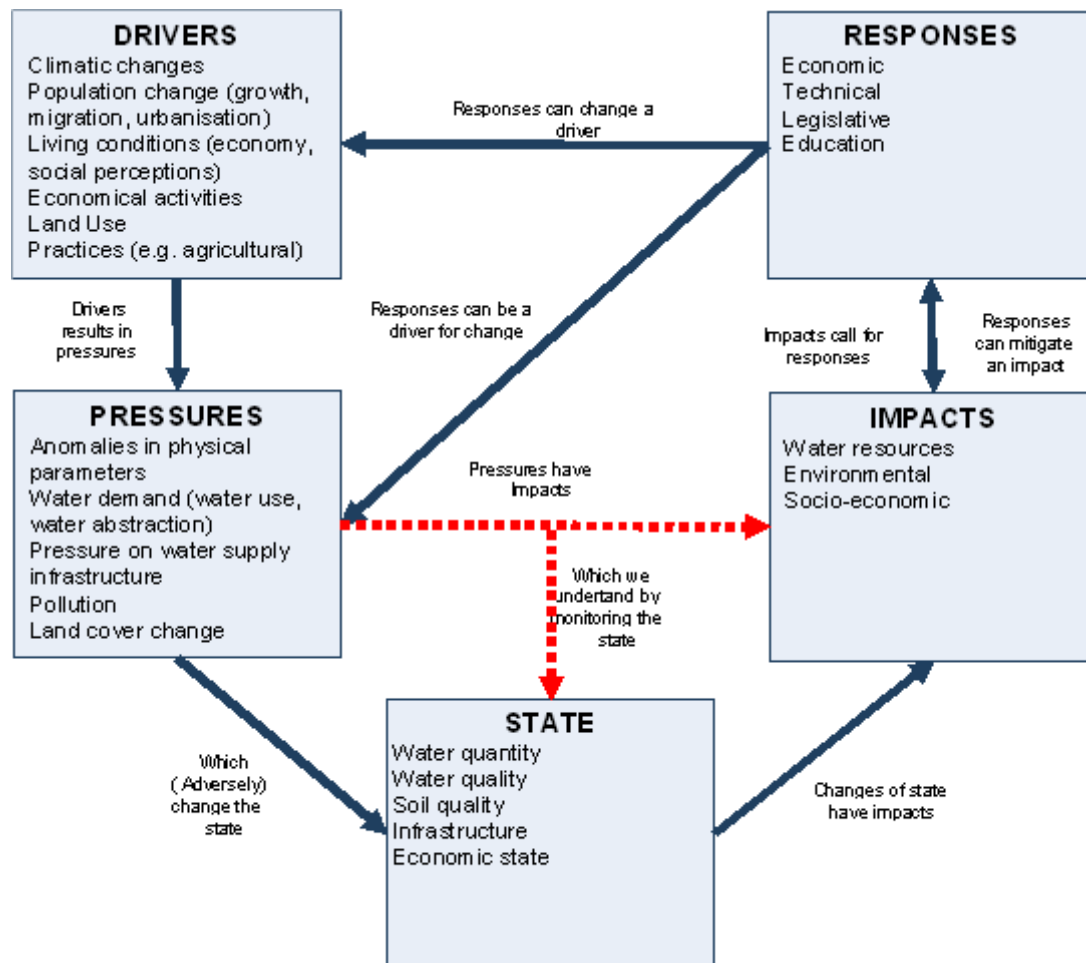 DRIVERS
Climatic changes
Population change (growth,
migration, urbanisation)
Living conditions (economy,
social perceptions)
Economical activities
Land Use
Practices (e.g. agricultural)
Responses can change a
driver
RESPONSES
Economic
Technical
Legislative
Education
Drivers
results in
pressures
Responses can be a
driver for change
Impacts call for
responses
Responses
can mitigate
an impact
PRESSURES
Anomalies in physical
parameters
Water demand (water use,
water abstraction)
Pressure on water supply
infrastructure
Pollution
Land cover change
Pressures have
Impacts
IMPACTS
Water resources
Environmental
Socio-economic
Which we
undertand by
monitoring the
state
Which
( Adversely)
change the
state
STATE
Water quantity
Water quality
Soil quality
Infrastructure
Economic state
Changes of state
have impacts